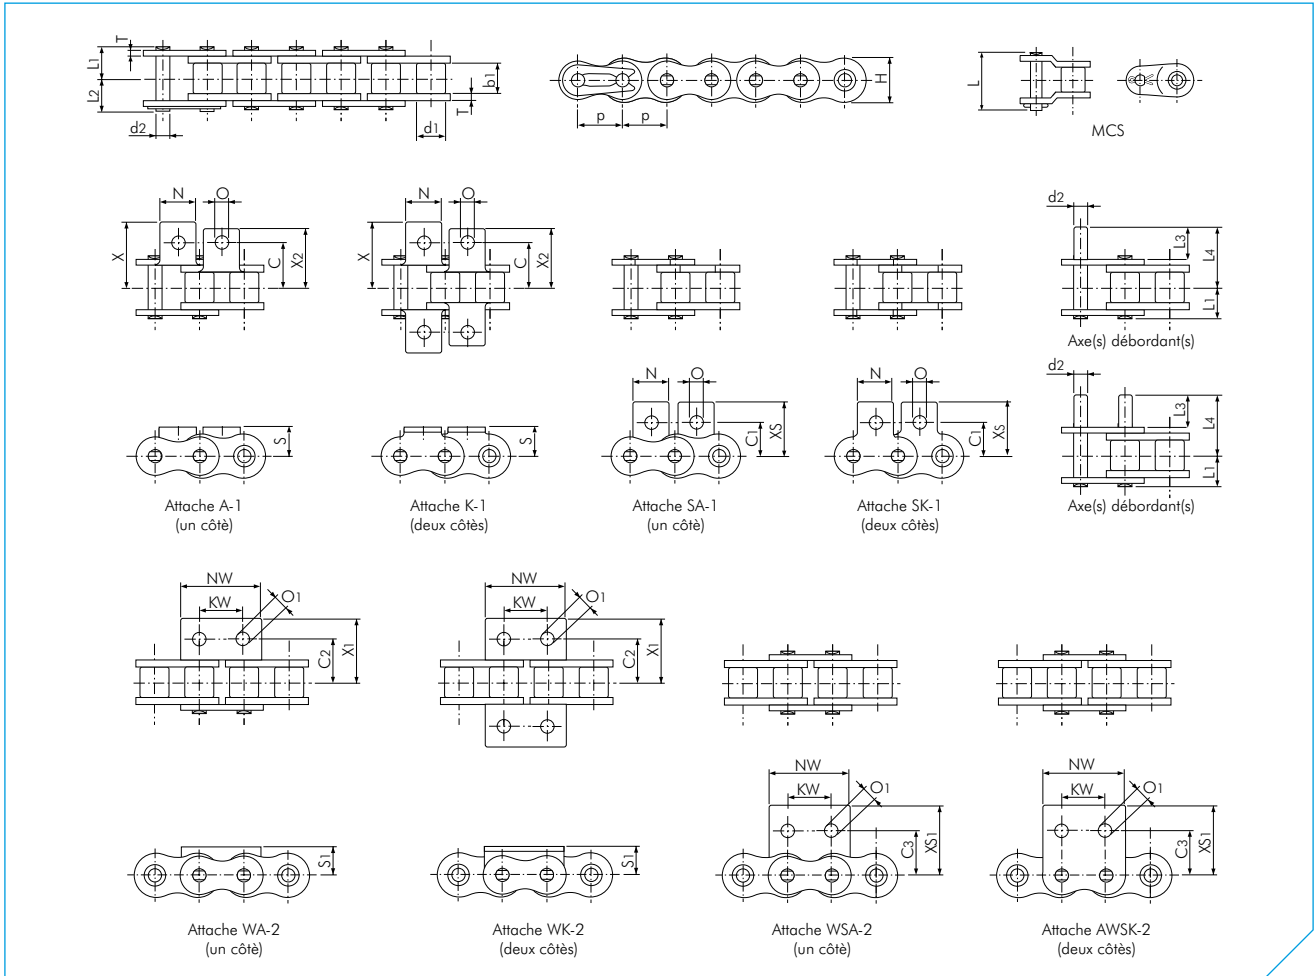 T
L1
L2
d2
d1
b1
T
p
p
H
L
MCS
N
O
X
C
X2
N
O
X
C
X2
d2
L3
L4
L1
Axe(s) débordant(s)
S
Attache A-1
(un côtè)
S
Attache K-1
(deux côtès)
N
O
C1
XS
Attache SA-1
(un côtè)
N
O
C1
XS
Attache SK-1
(deux côtès)
d2
L3
L4
L1
Axe(s) débordant(s)
NW
KW
O1
C2
X1
NW
KW
O1
C2
X1
S1
Attache WA-2
(un côtè)
S1
Attache WK-2
(deux côtès)
NW
KW
O1
C3
XS1
Attache WSA-2
(un côtè)
NW
KW
O1
C3
XS1
Attache AWSK-2
(deux côtès)